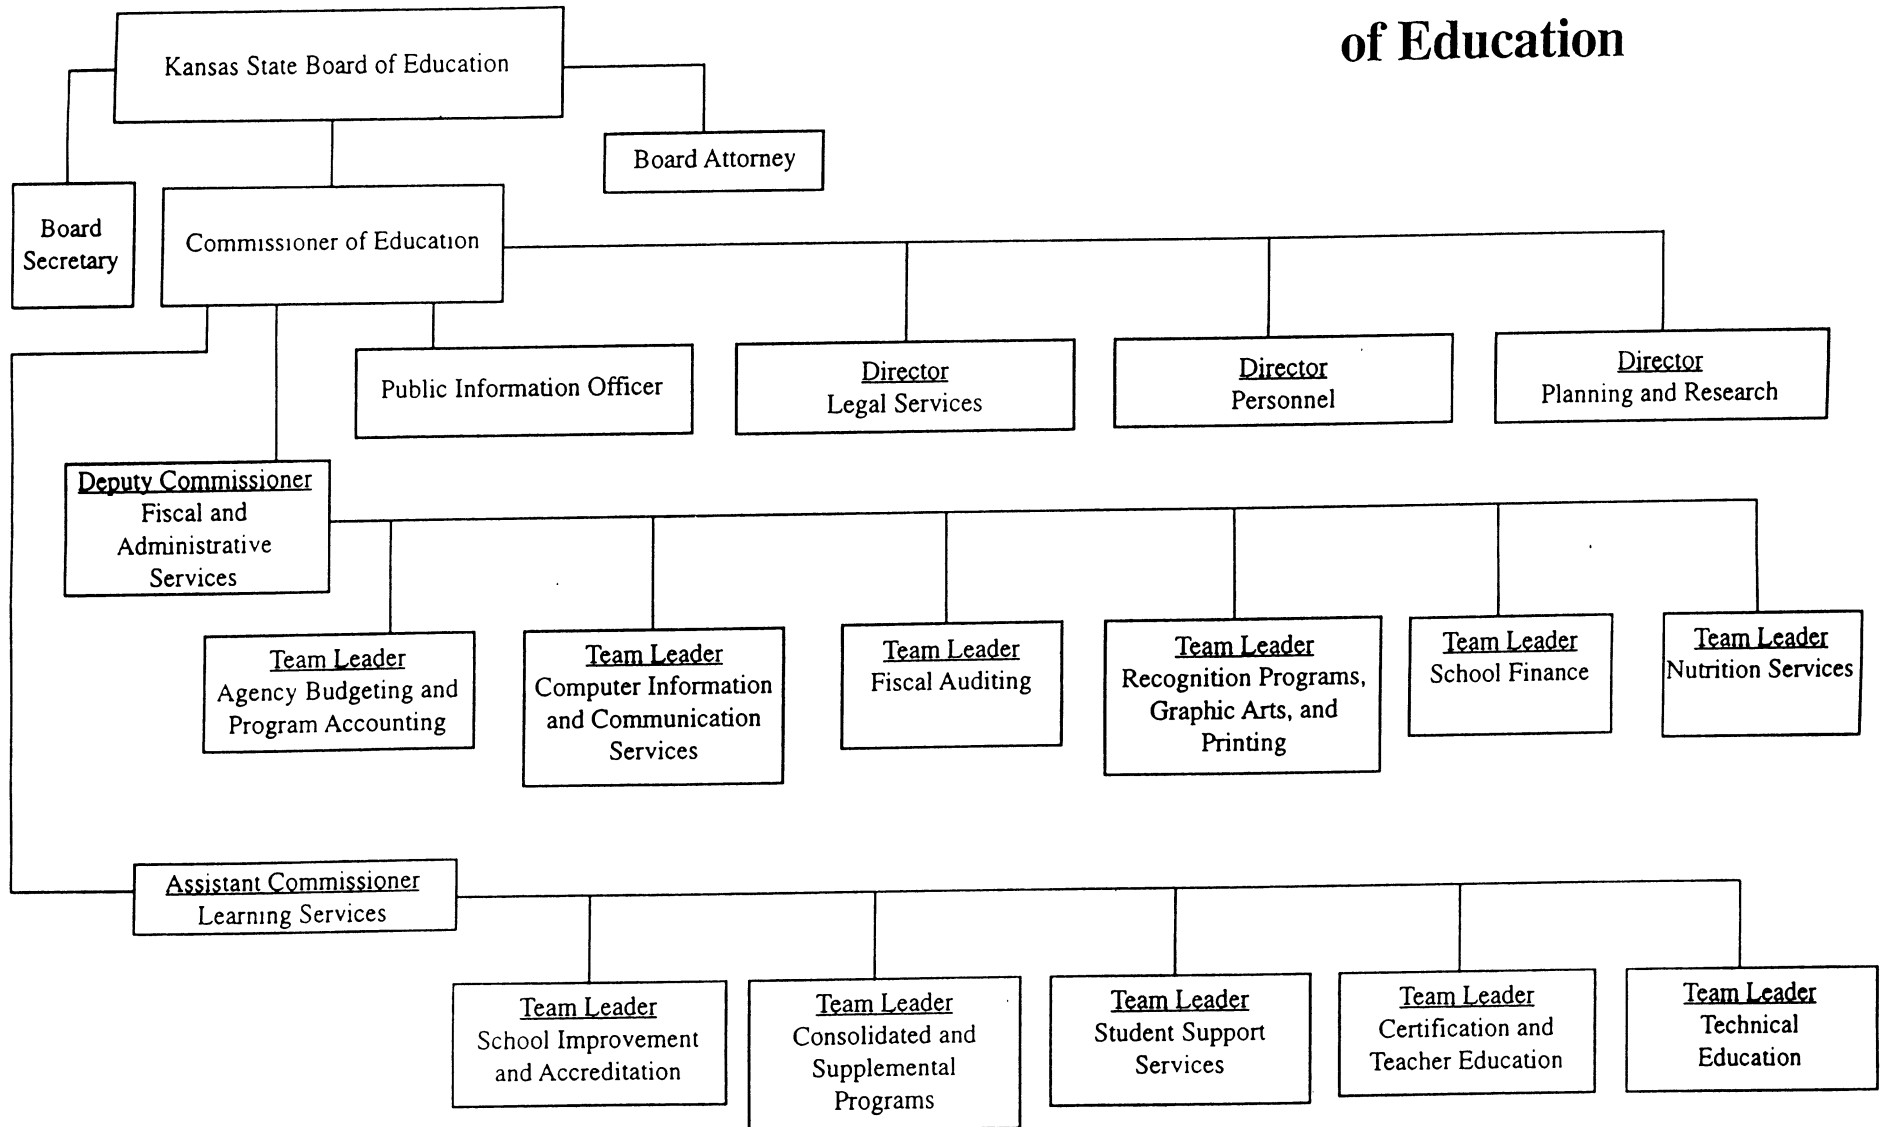 of Education
Kansas State Board of Education
Board Attorney
Board
Secretary
Commissioner of Education
Public Information Officer
Director
Legal Services
Director
Personnel
Director
Planning and Research
Deputy Commissioner
Fiscal and
Administrative
Services
Team Leader
Agency Budgeting and
Program Accounting
Team Leader
Computer Information
and Communication
Services
Team Leader
Fiscal Auditing
Team Leader
Recognition Programs,
Graphic Arts, and
Printing
Team Leader
School Finance
Team Leader
Nutrition Services
Assistant Commissioner
Learning Services
Team Leader
School Improvement
and Accreditation
Team Leader
Consolidated and
Supplemental
Programs
Team Leader
Student Support
Services
Team Leader
Certification and
Teacher Education
Team Leader
Technical
Education